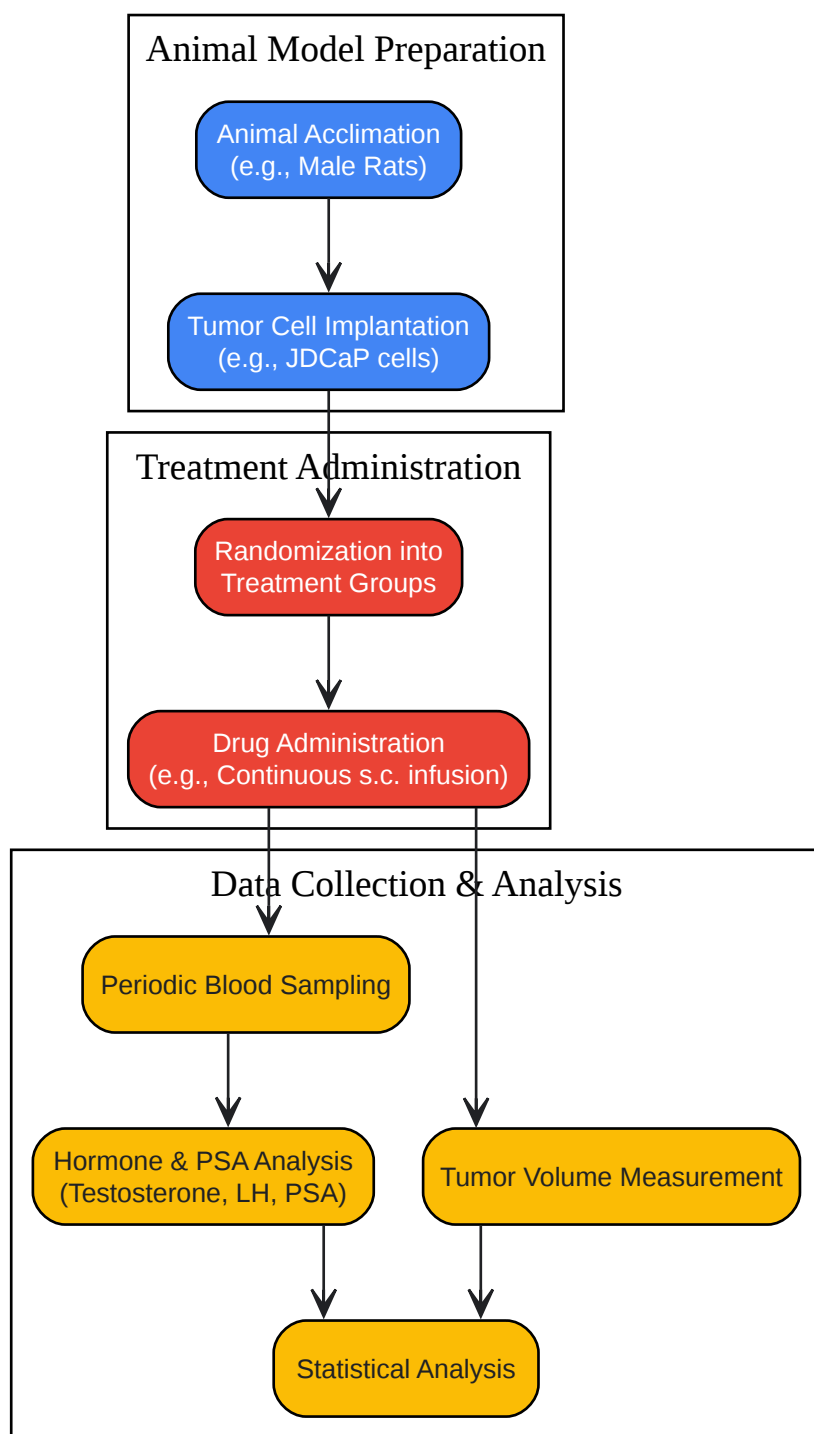 Animal Model Preparation
Animal Acclimation
(e.g., Male Rats)
Tumor Cell Implantation
(e.g., JDCaP cells)
Treatment Administration
Randomization into
Treatment Groups
Drug Administration
(e.g., Continuous s.c. infusion)
Data Collection & Analysis
Periodic Blood Sampling
Hormone & PSA Analysis
(Testosterone, LH, PSA)
Tumor Volume Measurement
Statistical Analysis